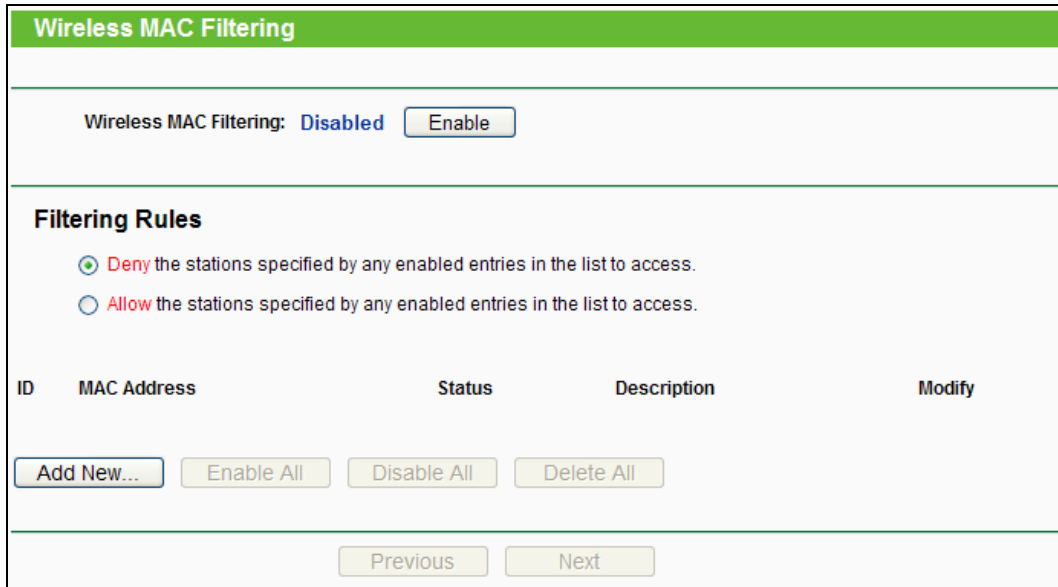 Wireless MAC Filtering
Wireless MAC Filtering: Disabled Enable
Filtering Rules
Deny the stations specified by any enabled entries in the list to access.
Allow the stations specified by any enabled entries in the list to access.
ID MAC Address Status Description Modify
Add New... Enable All Disable All Delete All
Previous Next